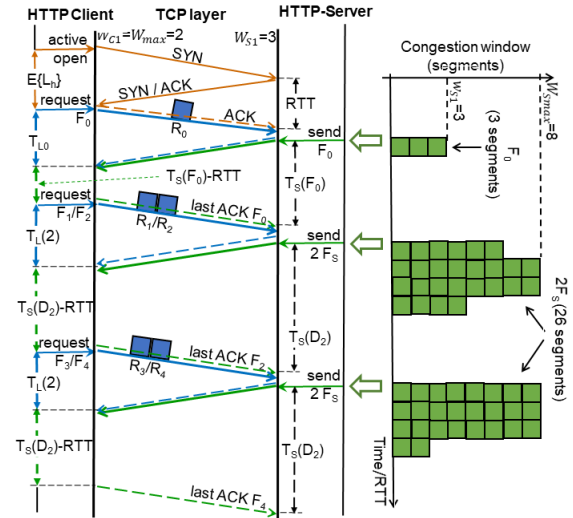 HTTP Client
TCP layer
HTTP-Server
active
open
w_C1=W_max=2
W_S1=3
SYN
SYN / ACK
E{L_h}
request
F_0
R_0
ACK
RTT
send
F_0
T_L0
T_S(F_0)-RTT
T_S(F_0)
request
F_1/F_2
R_1/R_2
last ACK F_0
send
2 F_S
T_L(2)
T_S(D_2)-RTT
T_S(D_2)
request
F_3/F_4
R_3/R_4
last ACK F_2
send
2 F_S
T_L(2)
T_S(D_2)-RTT
T_S(D_2)
last ACK F_4
Congestion window
(segments)
w_S1=3
W_Smax=8
F_0
(3 segments)
2F_S (26 segments)
Time/RTT